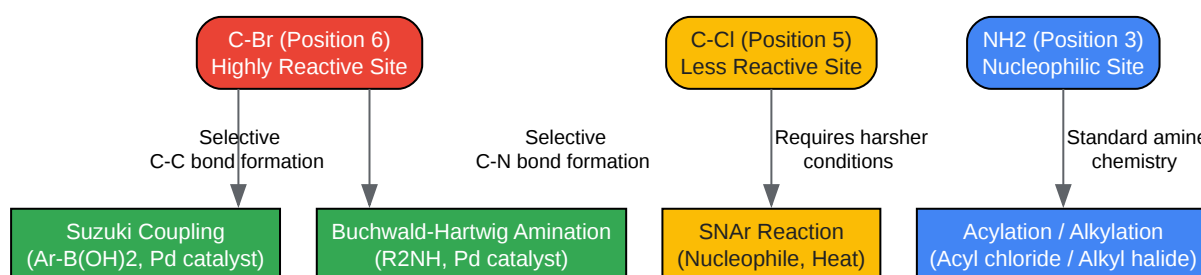 C-Br (Position 6)
Highly Reactive Site
C-Cl (Position 5)
Less Reactive Site
NH2 (Position 3)
Nucleophilic Site
Selective
C-C bond formation
Selective
C-N bond formation
Requires harsher
conditions
Standard amine
chemistry
Suzuki Coupling
(Ar-B(OH)2, Pd catalyst)
Buchwald-Hartwig Amination
(R2NH, Pd catalyst)
SNAr Reaction
(Nucleophile, Heat)
Acylation / Alkylation
(Acyl chloride / Alkyl halide)